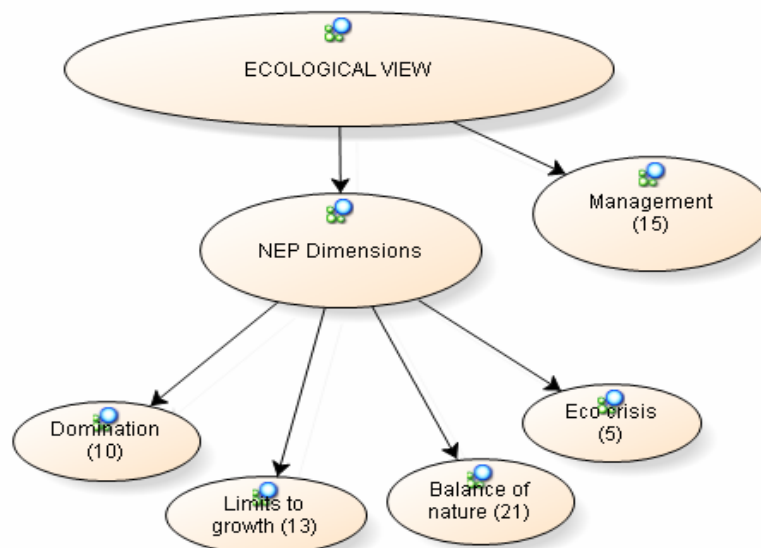 ECOLOGICAL VIEW
Management
(15)
NEP Dimensions
Domination
(10)
Limits to
growth (13)
Balance of
nature (21)
Eco crisis
(5)